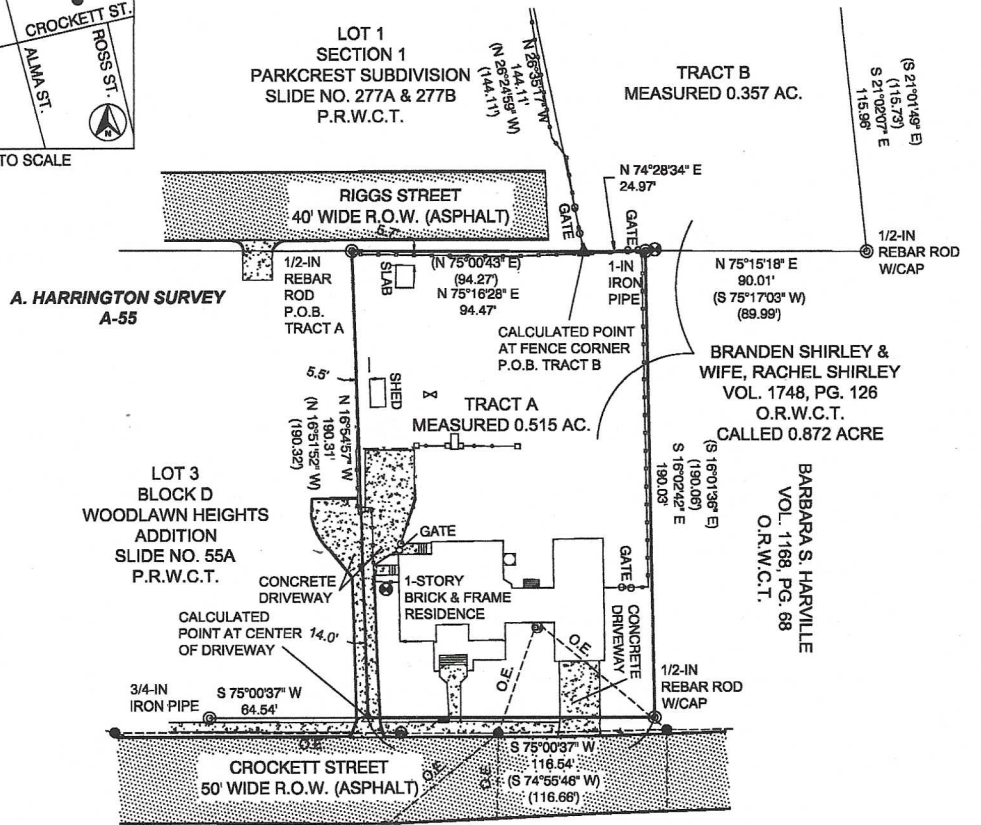 CROCKETT ST.
ALMA ST.
ROSS ST.
TO SCALE
LOT 1
SECTION 1
PARKCREST SUBDIVISION
SLIDE NO. 277A & 277B
P.R.W.C.T.
N 26°35'17" W
144.11'
(N 26°24'59" W)
(144.11')
TRACT B
MEASURED 0.357 AC.
(S 21°01'49" E)
(115.73')
S 21°02'07" E
115.96'
RIGGS STREET
40' WIDE R.O.W. (ASPHALT)
5.7'
N 74°28'34" E
24.97'
GATE
GATE
1/2-IN
REBAR ROD
W/CAP
A. HARRINGTON SURVEY
A-55
1/2-IN
REBAR
ROD
P.O.B.
TRACT A
SLAB
(N 75°00'43" E)
(94.27')
N 75°16'28" E
94.47'
1-IN
IRON
PIPE
N 75°15'18" E
90.01'
(S 75°17'03" W)
(89.99')
CALCULATED POINT
AT FENCE CORNER
P.O.B. TRACT B
BRANDEN SHIRLEY &
WIFE, RACHEL SHIRLEY
VOL. 1748, PG. 126
O.R.W.C.T.
CALLED 0.872 ACRE
5.5'
SHED
TRACT A
MEASURED 0.515 AC.
N 16°54'57" W
190.31'
(N 16°51'52" W)
(190.32')
(S 16°01'36" E)
(190.06')
S 16°02'42" E
190.03'
BARBARA S. HARVILLE
VOL. 1168, PG. 68
O.R.W.C.T.
LOT 3
BLOCK D
WOODLAWN HEIGHTS
ADDITION
SLIDE NO. 55A
P.R.W.C.T.
GATE
CONCRETE
DRIVEWAY
1-STORY
BRICK & FRAME
RESIDENCE
GATE
CONCRETE
DRIVEWAY
CALCULATED
POINT AT CENTER
OF DRIVEWAY
14.0'
O.E.
O.E.
1/2-IN
REBAR ROD
W/CAP
3/4-IN
IRON PIPE
S 75°00'37" W
64.54'
O.E.
CROCKETT STREET
50' WIDE R.O.W. (ASPHALT)
O.E.
O.E.
S 75°00'37" W
116.54'
(S 74°55'46" W)
(116.66')